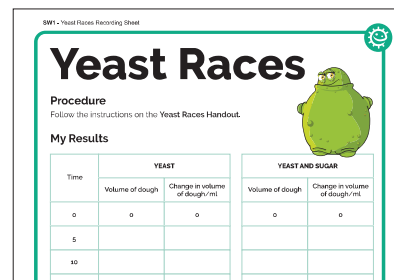 SW1 - Yeast Races Recording Sheet
Yeast Races
Procedure
Follow the instructions on the Yeast Races Handout.
My Results
Time
YEAST
YEAST AND SUGAR
Volume of dough
Change in volume
of dough/ml
Volume of dough
Change in volume
of dough/ml
0 0 0 0 0
5
10